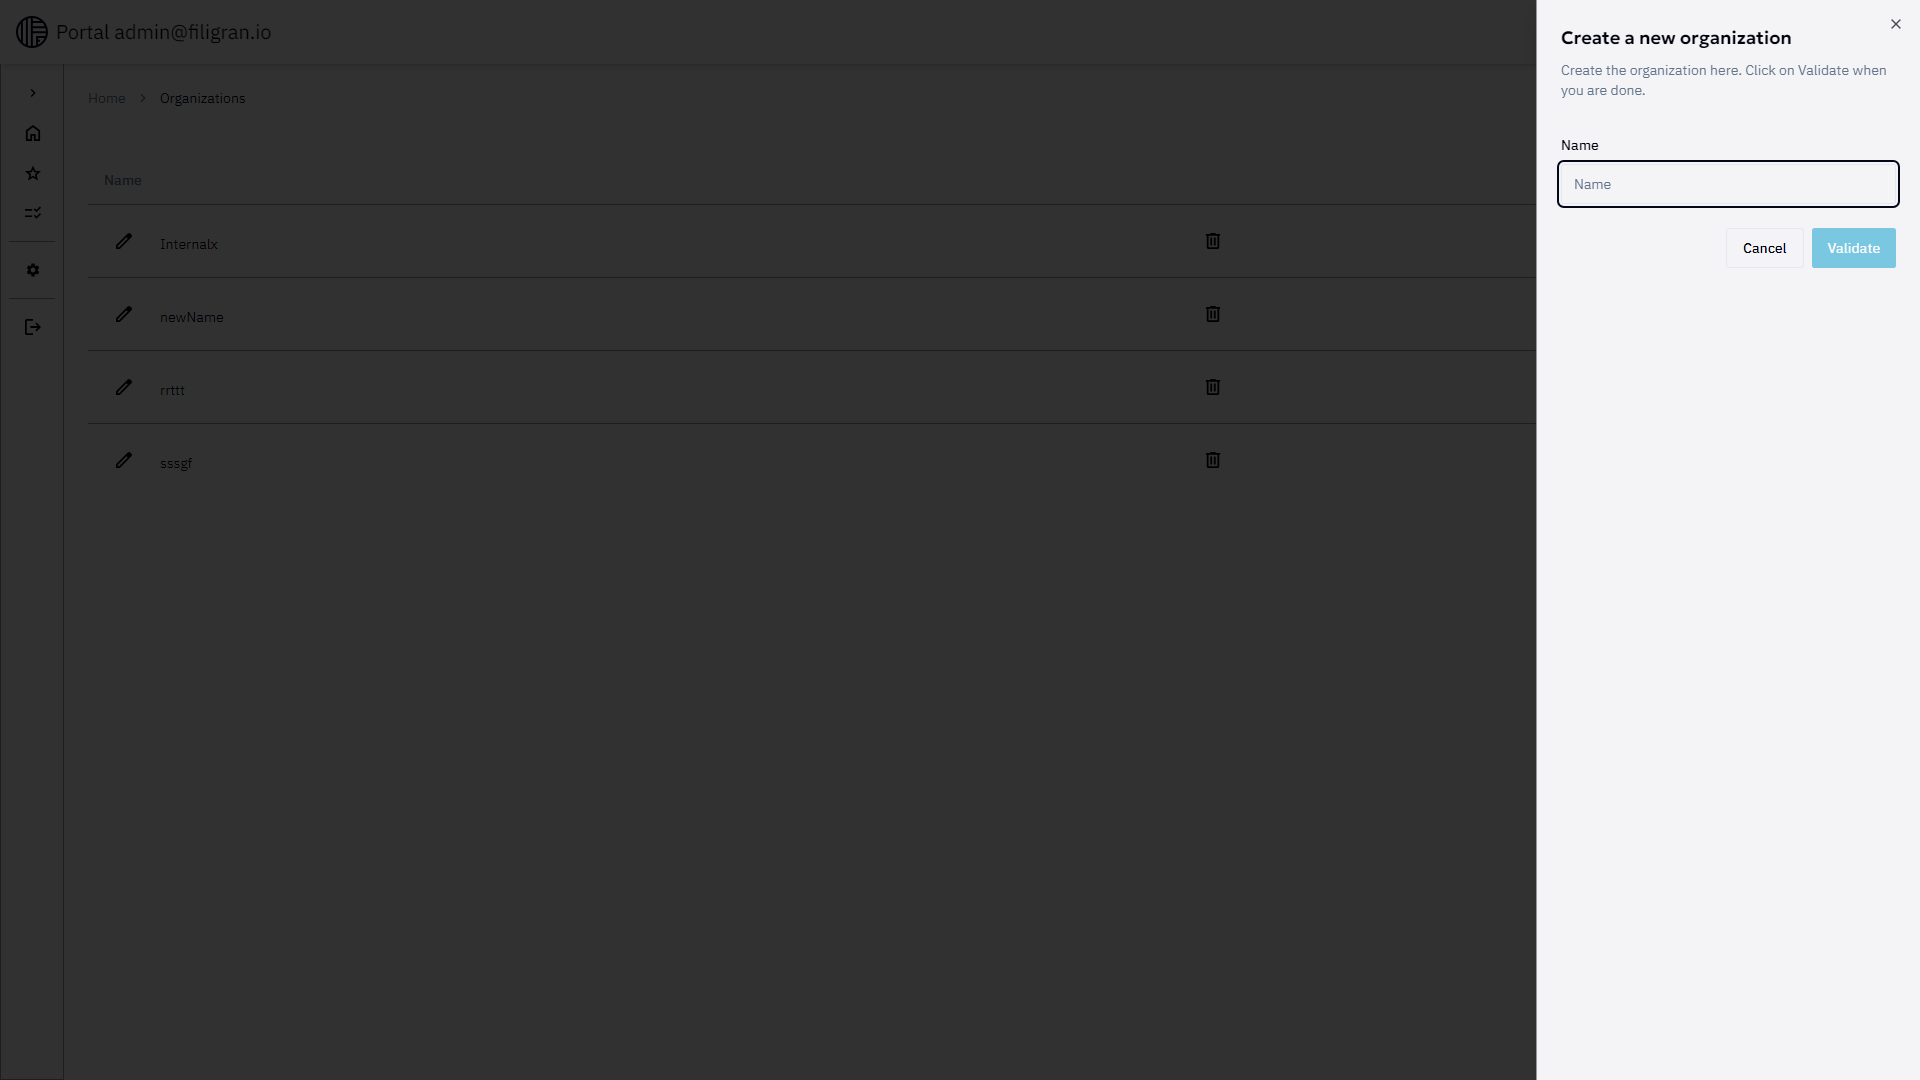 Portal admin@filigran.io
Home
Organizations
Name
Internalx
newName
rrttt
sssgf
Create a new organization
Create the organization here. Click on Validate when
you are done.
Name
Name
Cancel
Validate